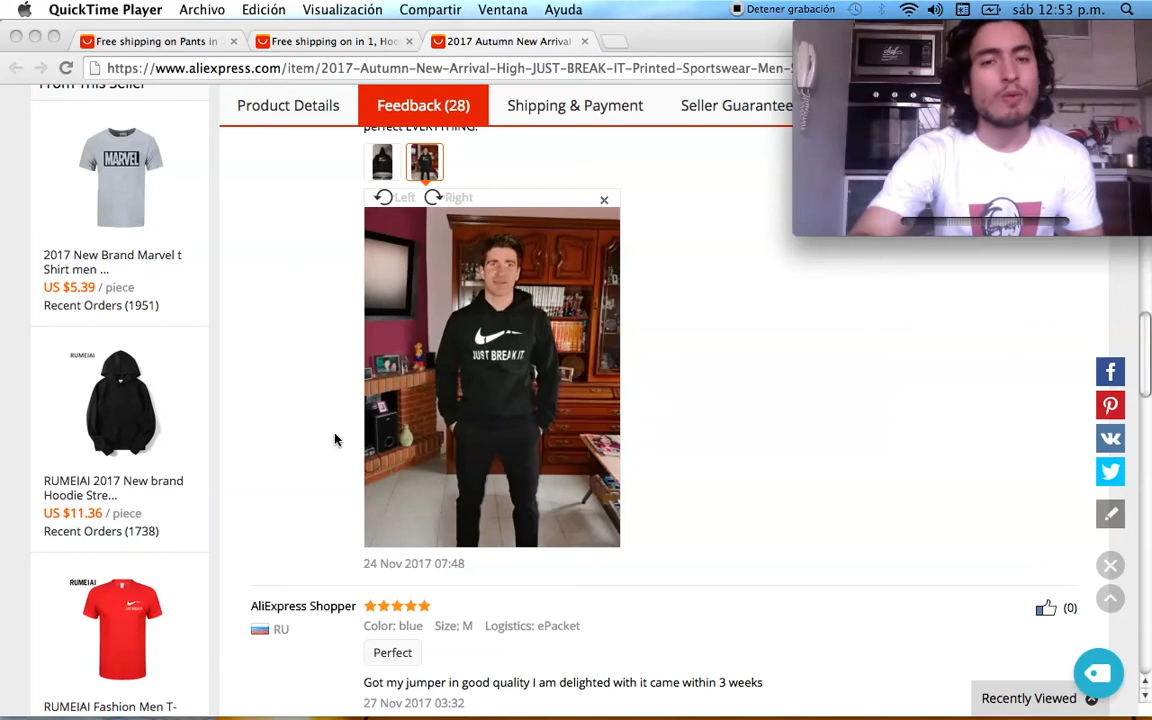 QuickTime Player Archivo Edición Visualización Compartir Ventana Ayuda Detener grabación sáb 12:53 p.m.
Free shipping on Pants in Free shipping on in 1, Hoo 2017 Autumn New Arrival
https://www.aliexpress.com/item/2017-Autumn-New-Arrival-High-JUST-BREAK-IT-Printed-Sportswear-Men-S
From This Seller
Product Details Feedback (28) Shipping & Payment Seller Guarantee
perfect EVERYTHING.
Left Right
MARVEL
2017 New Brand Marvel t
Shirt men ...
US $5.39 / piece
Recent Orders (1951)
JUST BREAK IT
RUMEIAI
RUMEIAI 2017 New brand
Hoodie Stre...
US $11.36 / piece
Recent Orders (1738)
24 Nov 2017 07:48
RUMEIAI
AliExpress Shopper (0)
RU Color: blue Size: M Logistics: ePacket
Perfect
Got my jumper in good quality I am delighted with it came within 3 weeks
27 Nov 2017 03:32
RUMEIAI Fashion Men T-
Recently Viewed